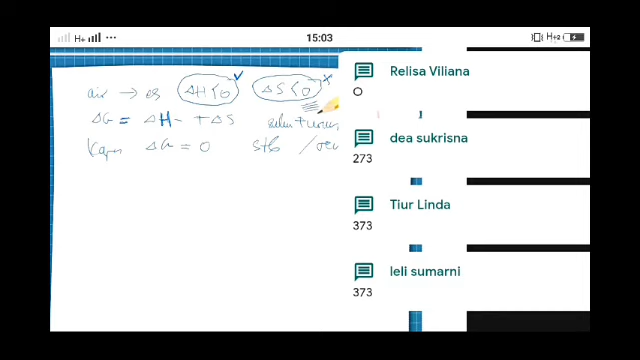 H+ ... 15:03 H+2
air → es ΔH<0 ΔS<0
ΔG = ΔH - TΔS
ΔG = 0
Relisa Viliana
0
dea sukrisna
273
Tiur Linda
373
leli sumarni
373